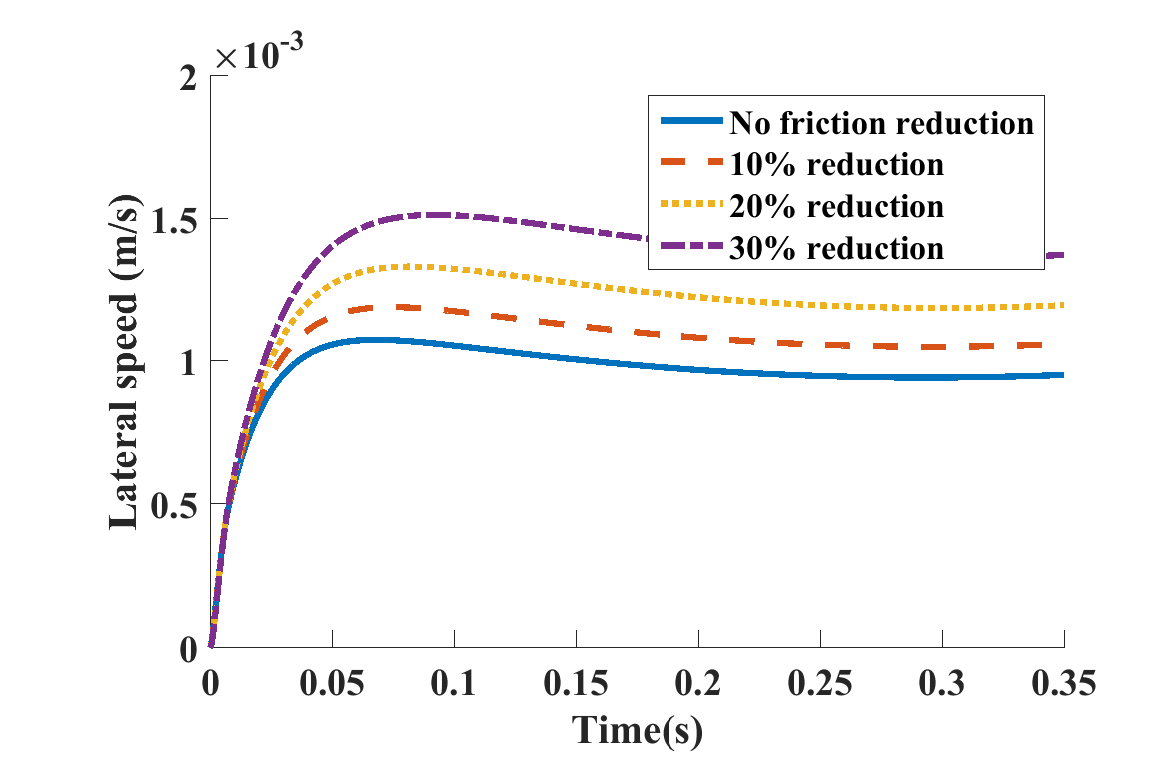 ×10-3
2
1.5
1
0.5
0
Lateral speed (m/s)
No friction reduction
10% reduction
20% reduction
30% reduction
0 0.05 0.1 0.15 0.2 0.25 0.3 0.35
Time(s)